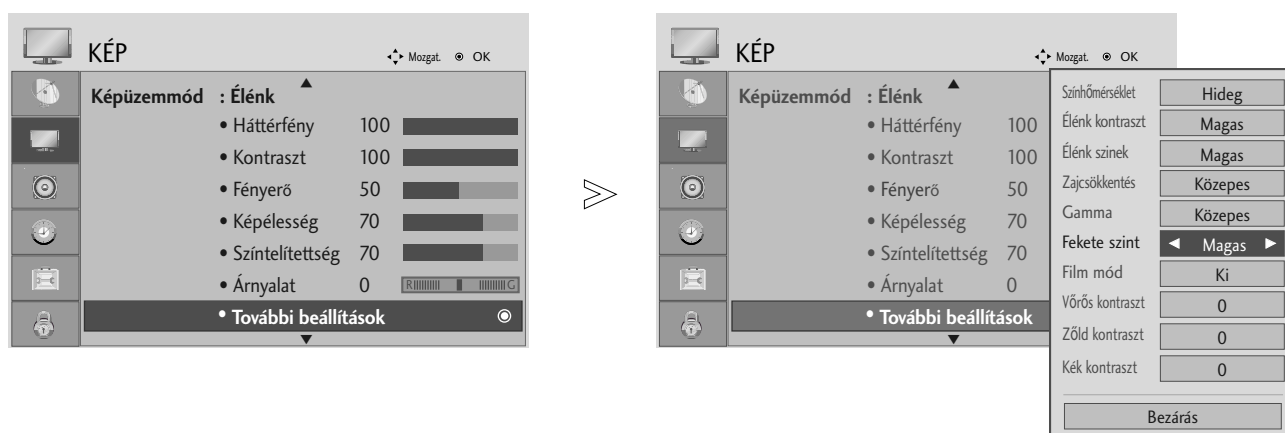 KÉP
Mozgat. OK
Képüzemmód : Élénk
• Háttérfény 100
• Kontraszt 100
• Fényerő 50
• Képélesség 70
• Színtelítettség 70
• Árnyalat 0 R G
• További beállítások
KÉP
Mozgat. OK
Képüzemmód : Élénk
• Háttérfény 100
• Kontraszt 100
• Fényerő 50
• Képélesség 70
• Színtelítettség 70
• Árnyalat 0
• További beállítások
Színhőmérséklet Hideg
Élénk kontraszt Magas
Élénk szinek Magas
Zajcsökkentés Közepes
Gamma Közepes
Fekete szint ◄ Magas ►
Film mód Ki
Vőrős kontraszt 0
Zőld kontraszt 0
Kék kontraszt 0
Bezárás